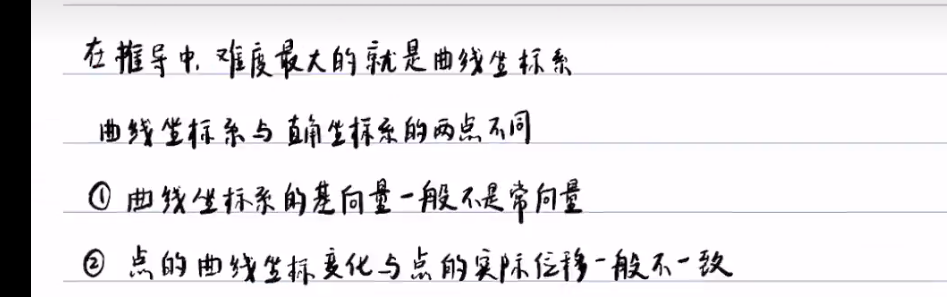 在推导中,难度最大的就是曲线坐标系
曲线坐标系与直角坐标系的两点不同
① 曲线坐标系的基向量一般不是常向量
② 点的曲线坐标变化与点的实际位移一般不一致